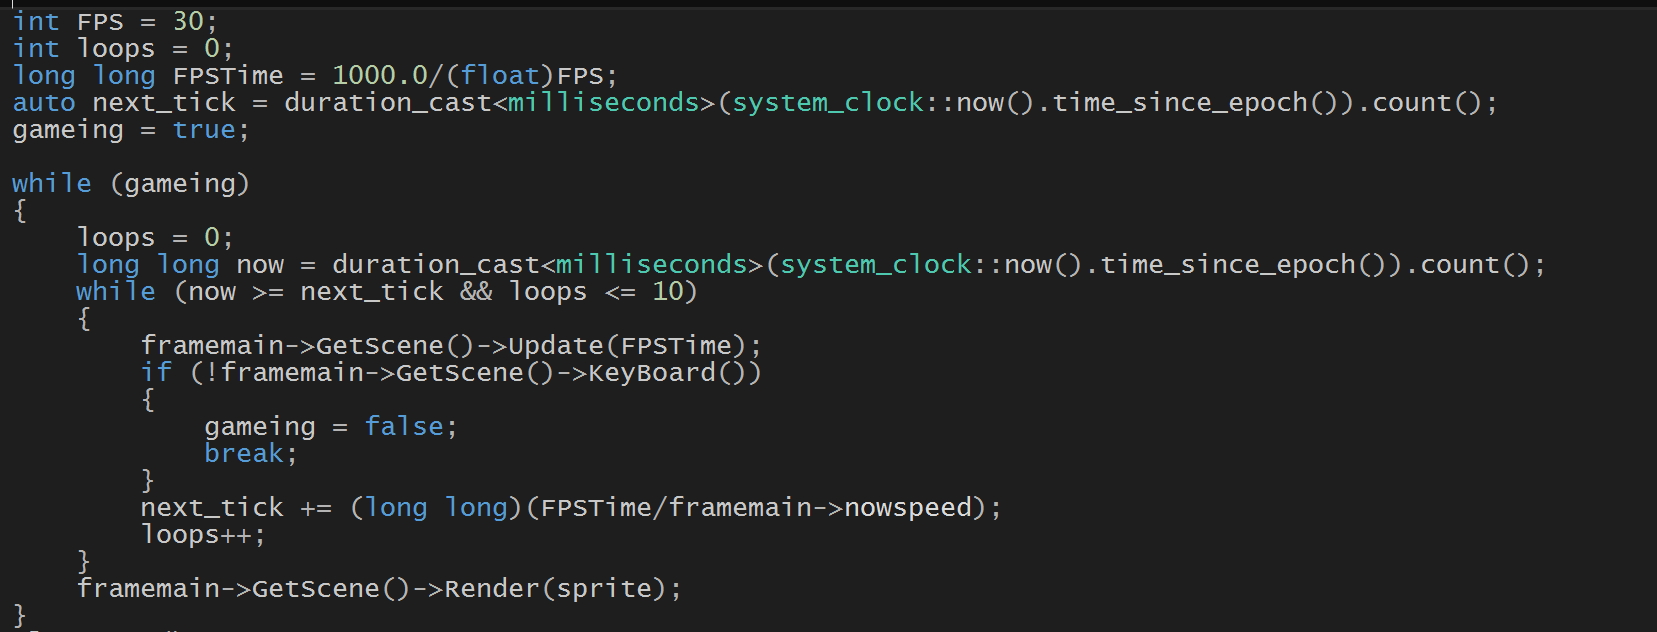 int FPS = 30;
int loops = 0;
long long FPSTime = 1000.0/(float)FPS;
auto next_tick = duration_cast<milliseconds>(system_clock::now().time_since_epoch()).count();
gameing = true;

while (gameing)
{
    loops = 0;
    long long now = duration_cast<milliseconds>(system_clock::now().time_since_epoch()).count();
    while (now >= next_tick && loops <= 10)
    {
        framemain->GetScene()->Update(FPSTime);
        if (!framemain->GetScene()->KeyBoard())
        {
            gameing = false;
            break;
        }
        next_tick += (long long)(FPSTime/framemain->nowspeed);
        loops++;
    }
    framemain->GetScene()->Render(sprite);
}